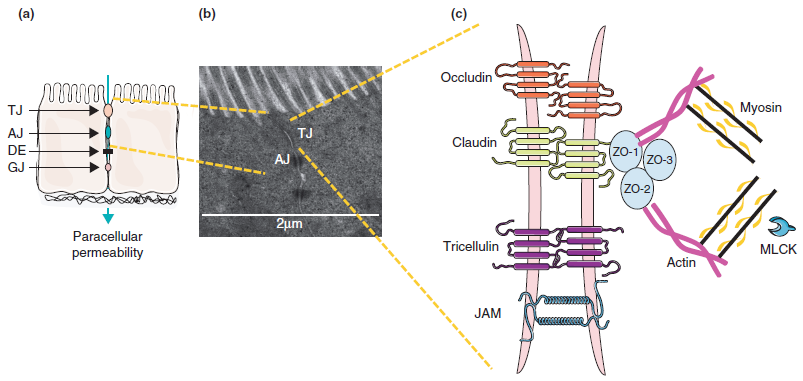 (a)
TJ
AJ
DE
GJ
Paracellular
permeability
(b)
TJ
AJ
2μm
(c)
Occludin
Claudin
Tricellulin
JAM
ZO-1
ZO-3
ZO-2
Myosin
Actin
MLCK